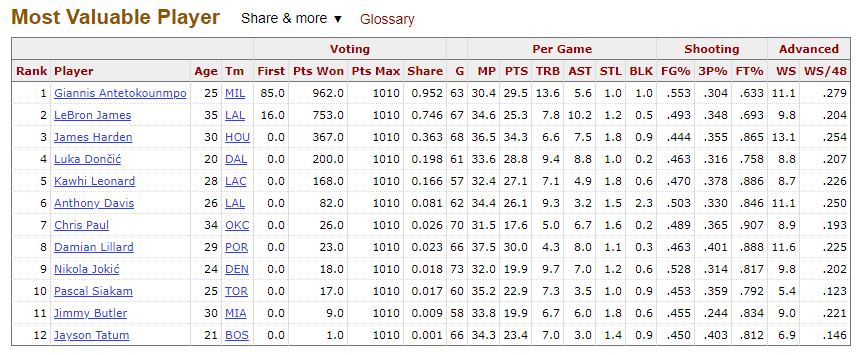 Most Valuable Player Share & more ▼ Glossary
Voting Per Game Shooting Advanced
Rank Player Age Tm First Pts Won Pts Max Share G MP PTS TRB AST STL BLK FG% 3P% FT% WS WS/48
1 Giannis Antetokounmpo 25 MIL 85.0 962.0 1010 0.952 63 30.4 29.5 13.6 5.6 1.0 1.0 .553 .304 .633 11.1 .279
2 LeBron James 35 LAL 16.0 753.0 1010 0.746 67 34.6 25.3 7.8 10.2 1.2 0.5 .493 .348 .693 9.8 .204
3 James Harden 30 HOU 0.0 367.0 1010 0.363 68 36.5 34.3 6.6 7.5 1.8 0.9 .444 .355 .865 13.1 .254
4 Luka Dončić 20 DAL 0.0 200.0 1010 0.198 61 33.6 28.8 9.4 8.8 1.0 0.2 .463 .316 .758 8.8 .207
5 Kawhi Leonard 28 LAC 0.0 168.0 1010 0.166 57 32.4 27.1 7.1 4.9 1.8 0.6 .470 .378 .886 8.7 .226
6 Anthony Davis 26 LAL 0.0 82.0 1010 0.081 62 34.4 26.1 9.3 3.2 1.5 2.3 .503 .330 .846 11.1 .250
7 Chris Paul 34 OKC 0.0 26.0 1010 0.026 70 31.5 17.6 5.0 6.7 1.6 0.2 .489 .365 .907 8.9 .193
8 Damian Lillard 29 POR 0.0 23.0 1010 0.023 66 37.5 30.0 4.3 8.0 1.1 0.3 .463 .401 .888 11.6 .225
9 Nikola Jokić 24 DEN 0.0 18.0 1010 0.018 73 32.0 19.9 9.7 7.0 1.2 0.6 .528 .314 .817 9.8 .202
10 Pascal Siakam 25 TOR 0.0 17.0 1010 0.017 60 35.2 22.9 7.3 3.5 1.0 0.9 .453 .359 .792 5.4 .123
11 Jimmy Butler 30 MIA 0.0 9.0 1010 0.009 58 33.8 19.9 6.7 6.0 1.8 0.6 .455 .244 .834 9.0 .221
12 Jayson Tatum 21 BOS 0.0 1.0 1010 0.001 66 34.3 23.4 7.0 3.0 1.4 0.9 .450 .403 .812 6.9 .146